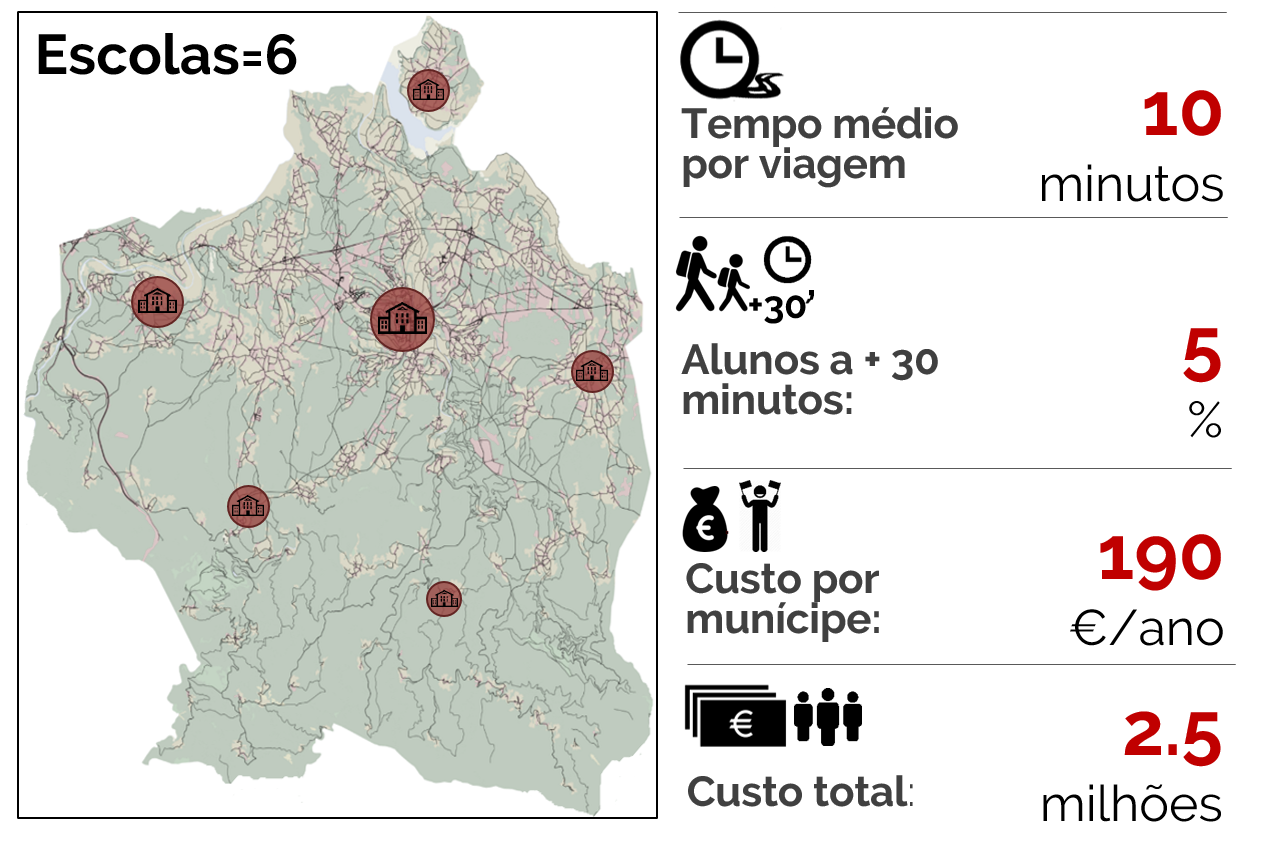 Escolas=6
Tempo médio
por viagem
10
minutos
+30’
Alunos a + 30
minutos:
5
%
€
Custo por
munícipe:
190
€/ano
€
Custo total:
2.5
milhões